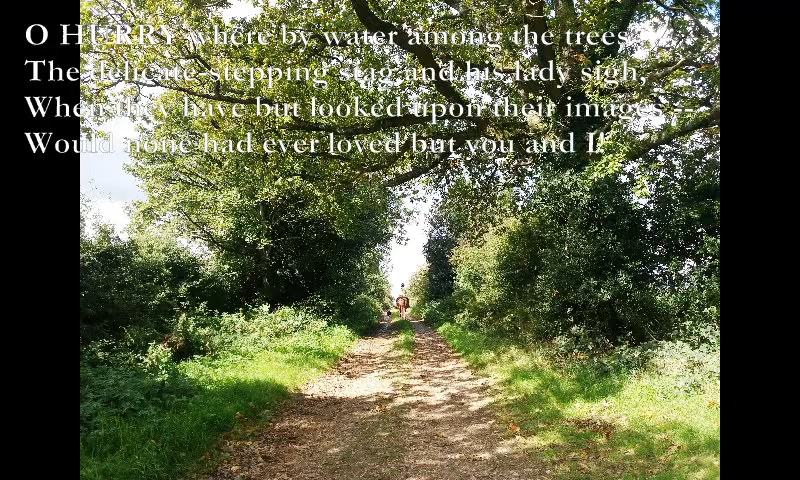 O HURRY where by water among the trees
The delicate-stepping stag and his lady sigh,
When they have but looked upon their images —
Would none had ever loved but you and I!